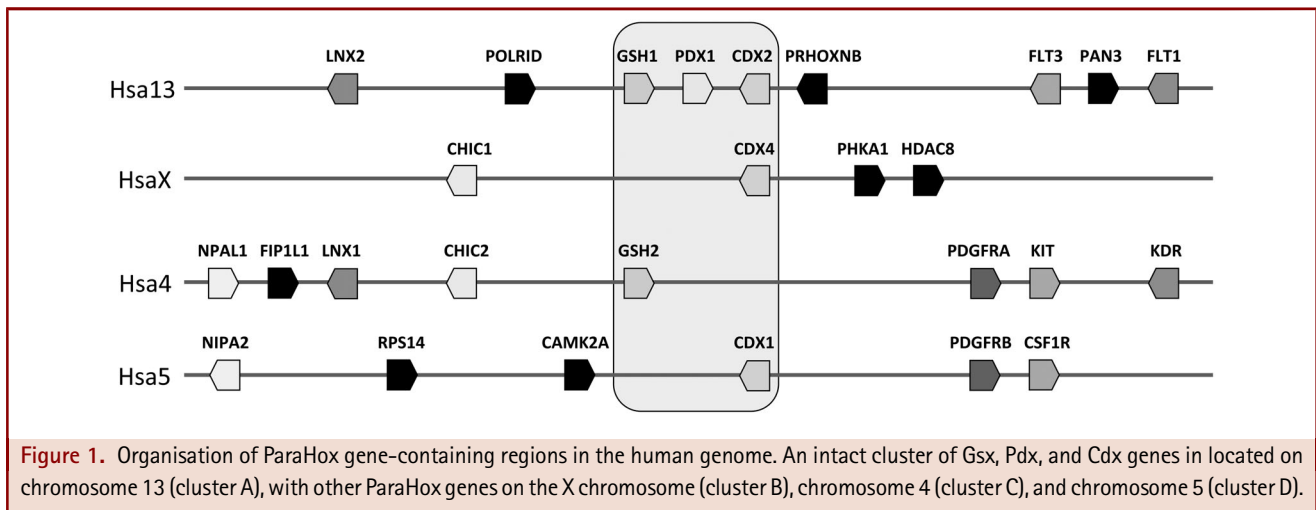 LNX2 POLRID GSH1 PDX1 CDX2 PRHOXNB FLT3 PAN3 FLT1
Hsa13
CHIC1 CDX4 PHKA1 HDAC8
HsaX
NPAL1 FIP1L1 LNX1 CHIC2 GSH2 PDGFRA KIT KDR
Hsa4
NIPA2 RPS14 CAMK2A CDX1 PDGFRB CSF1R
Hsa5
Figure 1. Organisation of ParaHox gene-containing regions in the human genome. An intact cluster of Gsx, Pdx, and Cdx genes in located on
chromosome 13 (cluster A), with other ParaHox genes on the X chromosome (cluster B), chromosome 4 (cluster C), and chromosome 5 (cluster D).